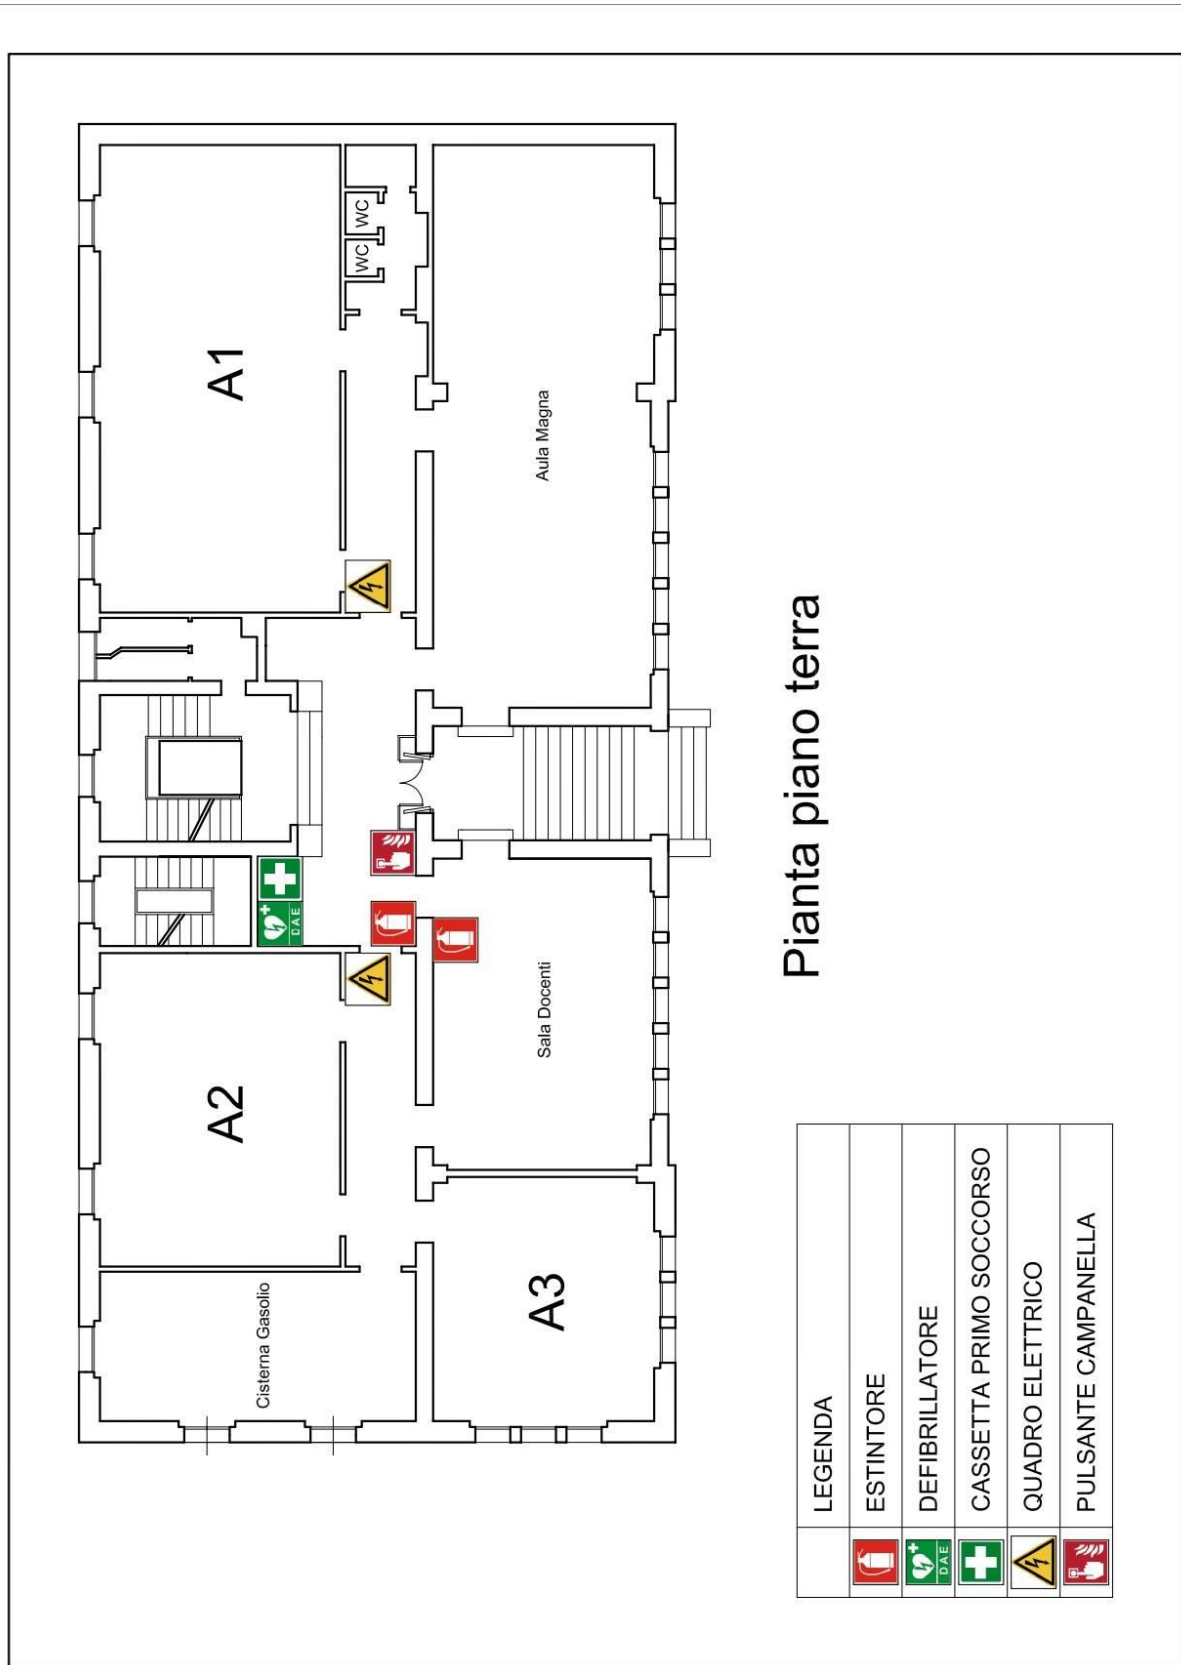 A1
WC
WC
Aula Magna
DAE
A2
Sala Docenti
Cisterna Gasolio
A3
Pianta piano terra
LEGENDA
ESTINTORE
DAE
DEFIBRILLATORE
CASSETTA PRIMO SOCCORSO
QUADRO ELETTRICO
PULSANTE CAMPANELLA